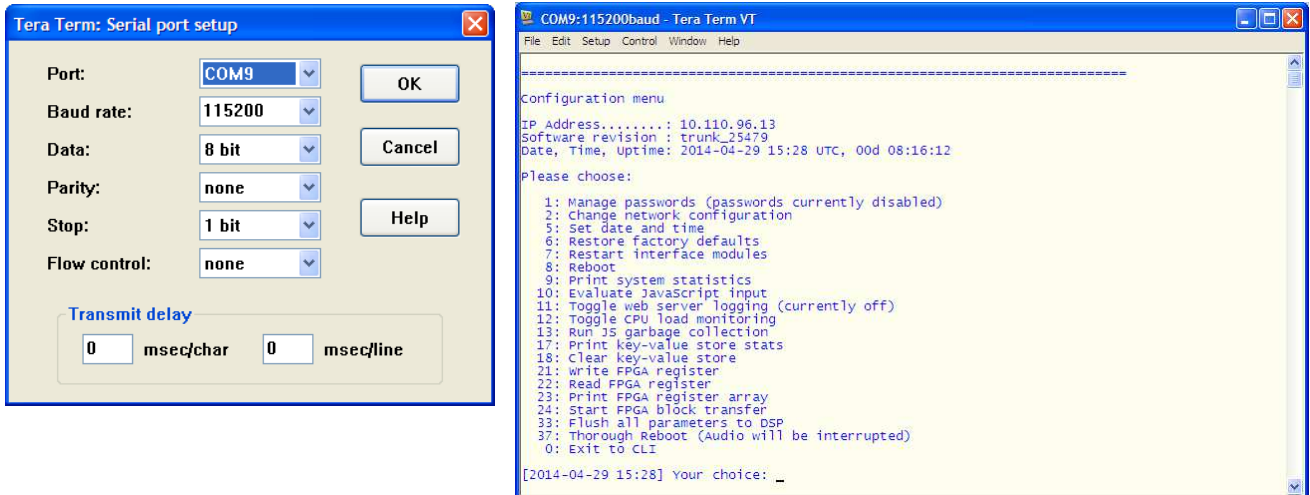 Tera Term: Serial port setup
Port: COM9 OK
Baud rate: 115200
Data: 8 bit Cancel
Parity: none
Stop: 1 bit Help
Flow control: none
Transmit delay
0 msec/char 0 msec/line
COM9:115200baud - Tera Term VT
File Edit Setup Control Window Help
==============================================================================
Configuration menu
IP Address........: 10.110.96.13
Software revision : trunk_25479
Date, Time, Uptime: 2014-04-29 15:28 UTC, 00d 08:16:12
Please choose:
1: Manage passwords (passwords currently disabled)
2: Change network configuration
5: Set date and time
6: Restore factory defaults
7: Restart interface modules
8: Reboot
9: Print system statistics
10: Evaluate JavaScript input
11: Toggle web server logging (currently off)
12: Toggle CPU load monitoring
13: Run JS garbage collection
17: Print key-value store stats
18: Clear key-value store
21: Write FPGA register
22: Read FPGA register
23: Print FPGA register array
24: Start FPGA block transfer
33: Flush all parameters to DSP
37: Thorough Reboot (Audio will be interrupted)
0: Exit to CLI
[2014-04-29 15:28] Your choice: _